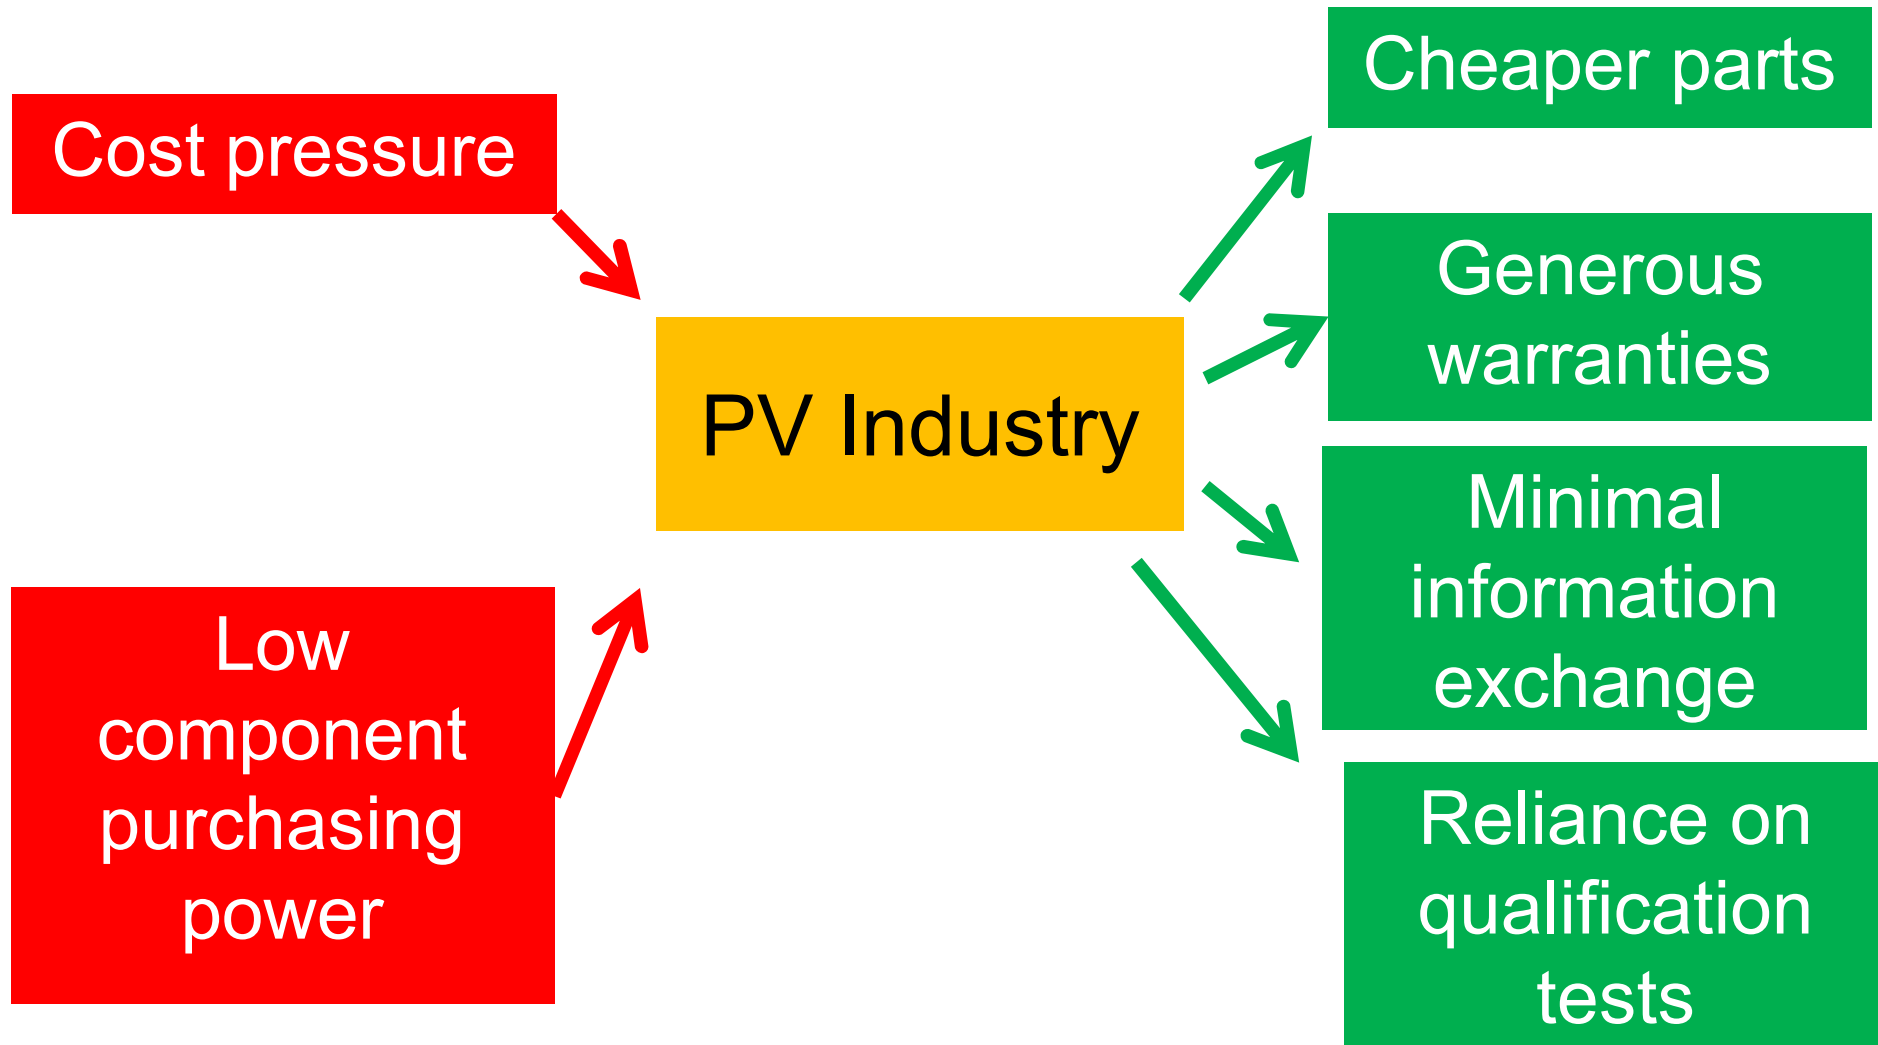 Cost pressure
Low
component
purchasing
power
PV Industry
Cheaper parts
Generous
warranties
Minimal
information
exchange
Reliance on
qualification
tests